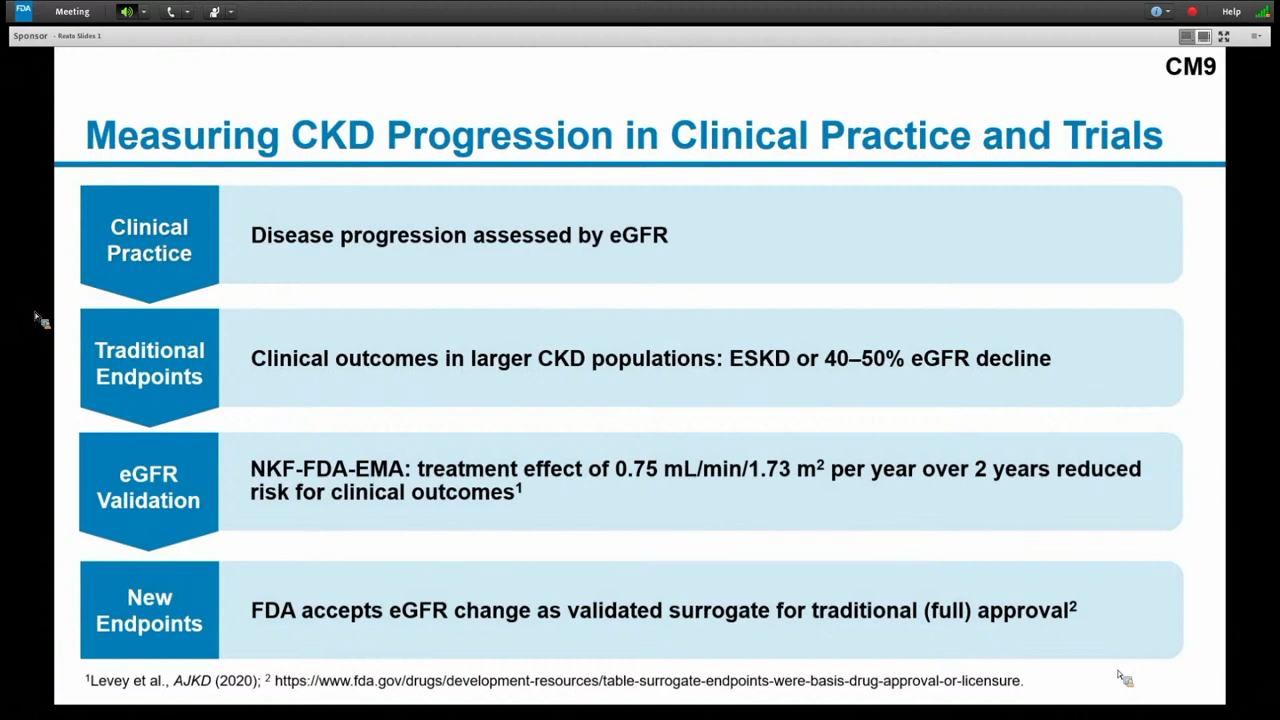 FDA
Meeting
Help
Sponsor - Reata Slides 1
CM9
Measuring CKD Progression in Clinical Practice and Trials
Clinical
Practice
Disease progression assessed by eGFR
Traditional
Endpoints
Clinical outcomes in larger CKD populations: ESKD or 40–50% eGFR decline
eGFR
Validation
NKF-FDA-EMA: treatment effect of 0.75 mL/min/1.73 m² per year over 2 years reduced
risk for clinical outcomes¹
New
Endpoints
FDA accepts eGFR change as validated surrogate for traditional (full) approval²
¹Levey et al., AJKD (2020); ² https://www.fda.gov/drugs/development-resources/table-surrogate-endpoints-were-basis-drug-approval-or-licensure.